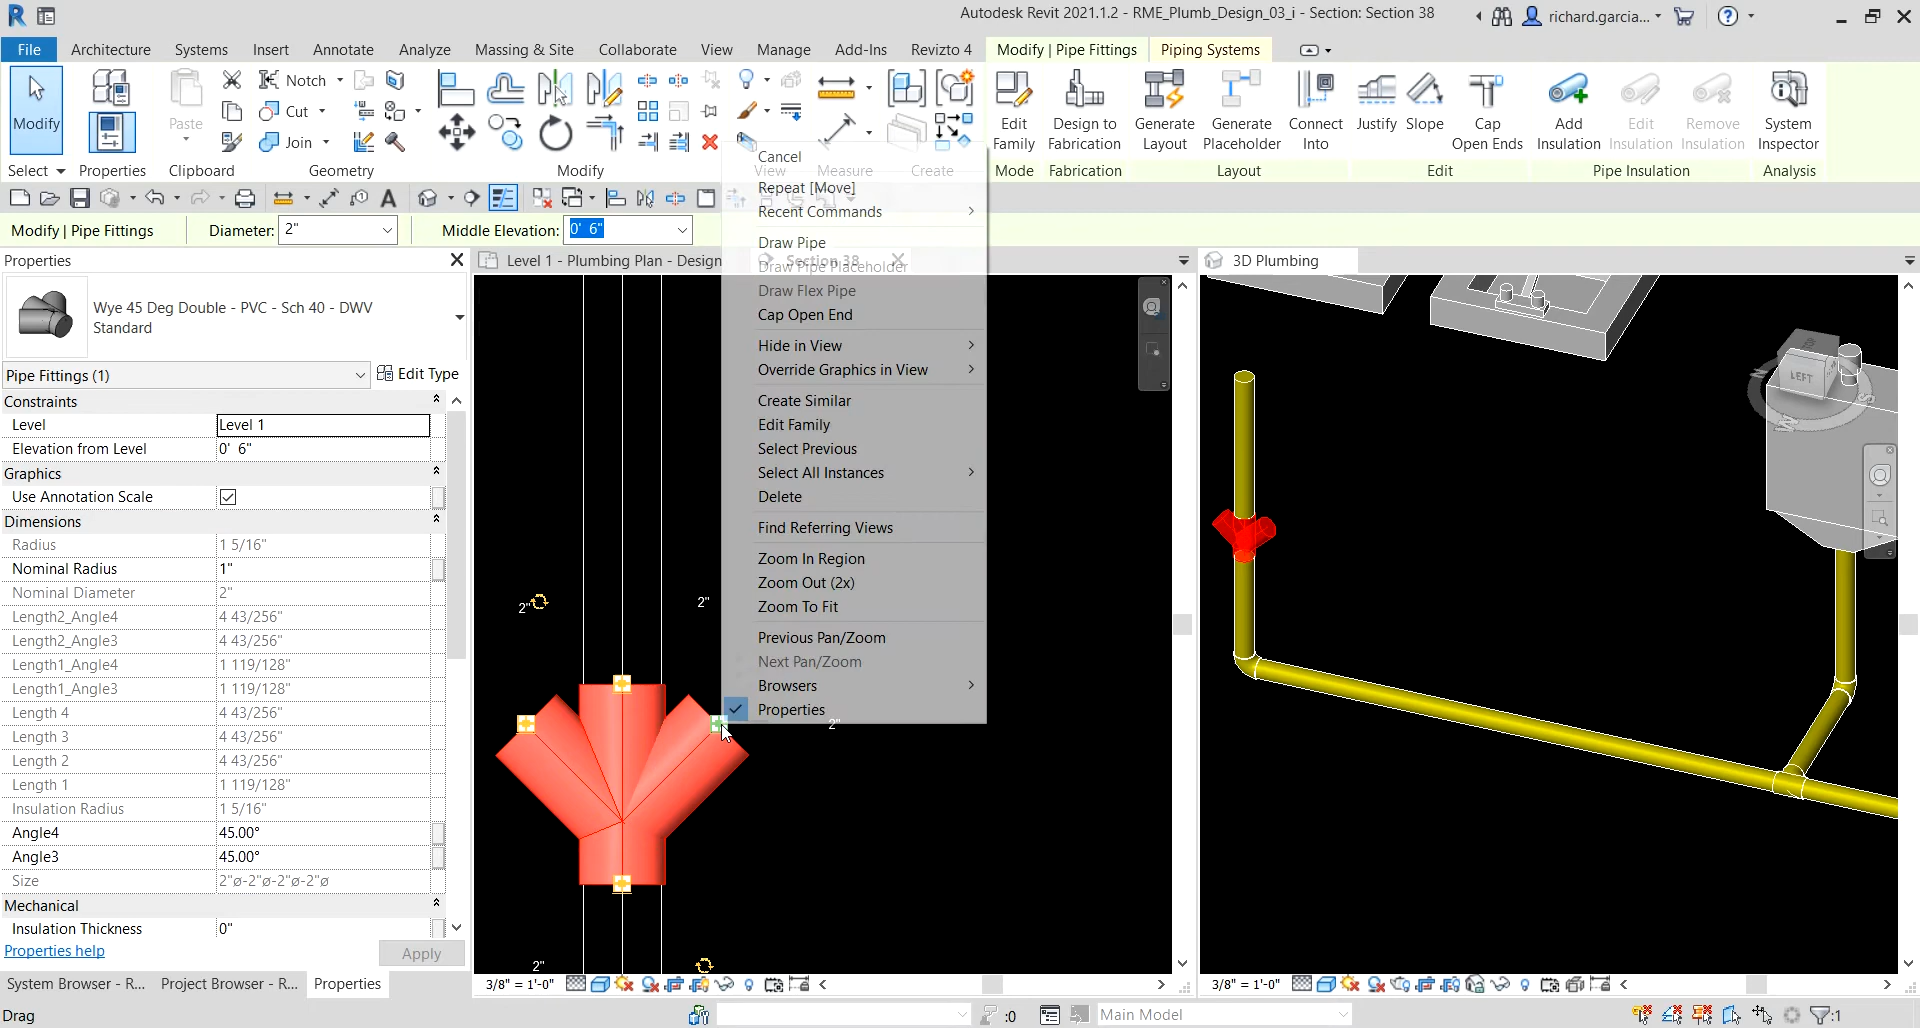 Autodesk Revit 2021.1.2 - RME_Plumb_Design_03_i - Section: Section 38
richard.garcia...
File Architecture Systems Insert Annotate Analyze Massing & Site Collaborate View Manage Add-Ins Revizto 4 Modify | Pipe Fittings Piping Systems
Modify
Paste
Notch
Cut
Join
Edit Family
Design to Fabrication
Generate Layout
Generate Placeholder
Connect Into
Justify
Slope
Cap Open Ends
Add Insulation
Edit Insulation
Remove Insulation
System Inspector
Select Properties Clipboard Geometry Modify View Measure Create Mode Fabrication Layout Edit Pipe Insulation Analysis
Modify | Pipe Fittings Diameter: 2" Middle Elevation: 0' 6"
Properties
Level 1 - Plumbing Plan - Design
Section 38
3D Plumbing
Wye 45 Deg Double - PVC - Sch 40 - DWV
Standard
Pipe Fittings (1) Edit Type
Constraints
Level Level 1
Elevation from Level 0' 6"
Graphics
Use Annotation Scale
Dimensions
Radius 1 5/16"
Nominal Radius 1"
Nominal Diameter 2"
Length2_Angle4 4 43/256"
Length2_Angle3 4 43/256"
Length1_Angle4 1 119/128"
Length1_Angle3 1 119/128"
Length 4 4 43/256"
Length 3 4 43/256"
Length 2 4 43/256"
Length 1 1 119/128"
Insulation Radius 1 5/16"
Angle4 45.00°
Angle3 45.00°
Size 2"ø-2"ø-2"ø-2"ø
Mechanical
Insulation Thickness 0"
Properties help Apply
System Browser - R... Project Browser - R... Properties
Cancel
Repeat [Move]
Recent Commands
Draw Pipe
Draw Pipe Placeholder
Draw Flex Pipe
Cap Open End
Hide in View
Override Graphics in View
Create Similar
Edit Family
Select Previous
Select All Instances
Delete
Find Referring Views
Zoom In Region
Zoom Out (2x)
Zoom To Fit
Previous Pan/Zoom
Next Pan/Zoom
Browsers
Properties
2"
2"
2"
2"
LEFT
3/8" = 1'-0"
3/8" = 1'-0"
Drag
:0
Main Model
:1